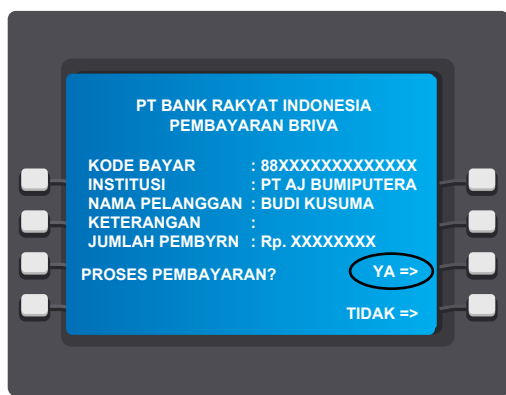 PT BANK RAKYAT INDONESIA
PEMBAYARAN BRIVA
KODE BAYAR : 88XXXXXXXXXXXXX
INSTITUSI : PT AJ BUMIPUTERA
NAMA PELANGGAN : BUDI KUSUMA
KETERANGAN :
JUMLAH PEMBYRN : Rp. XXXXXXXX
PROSES PEMBAYARAN? YA =>
TIDAK =>